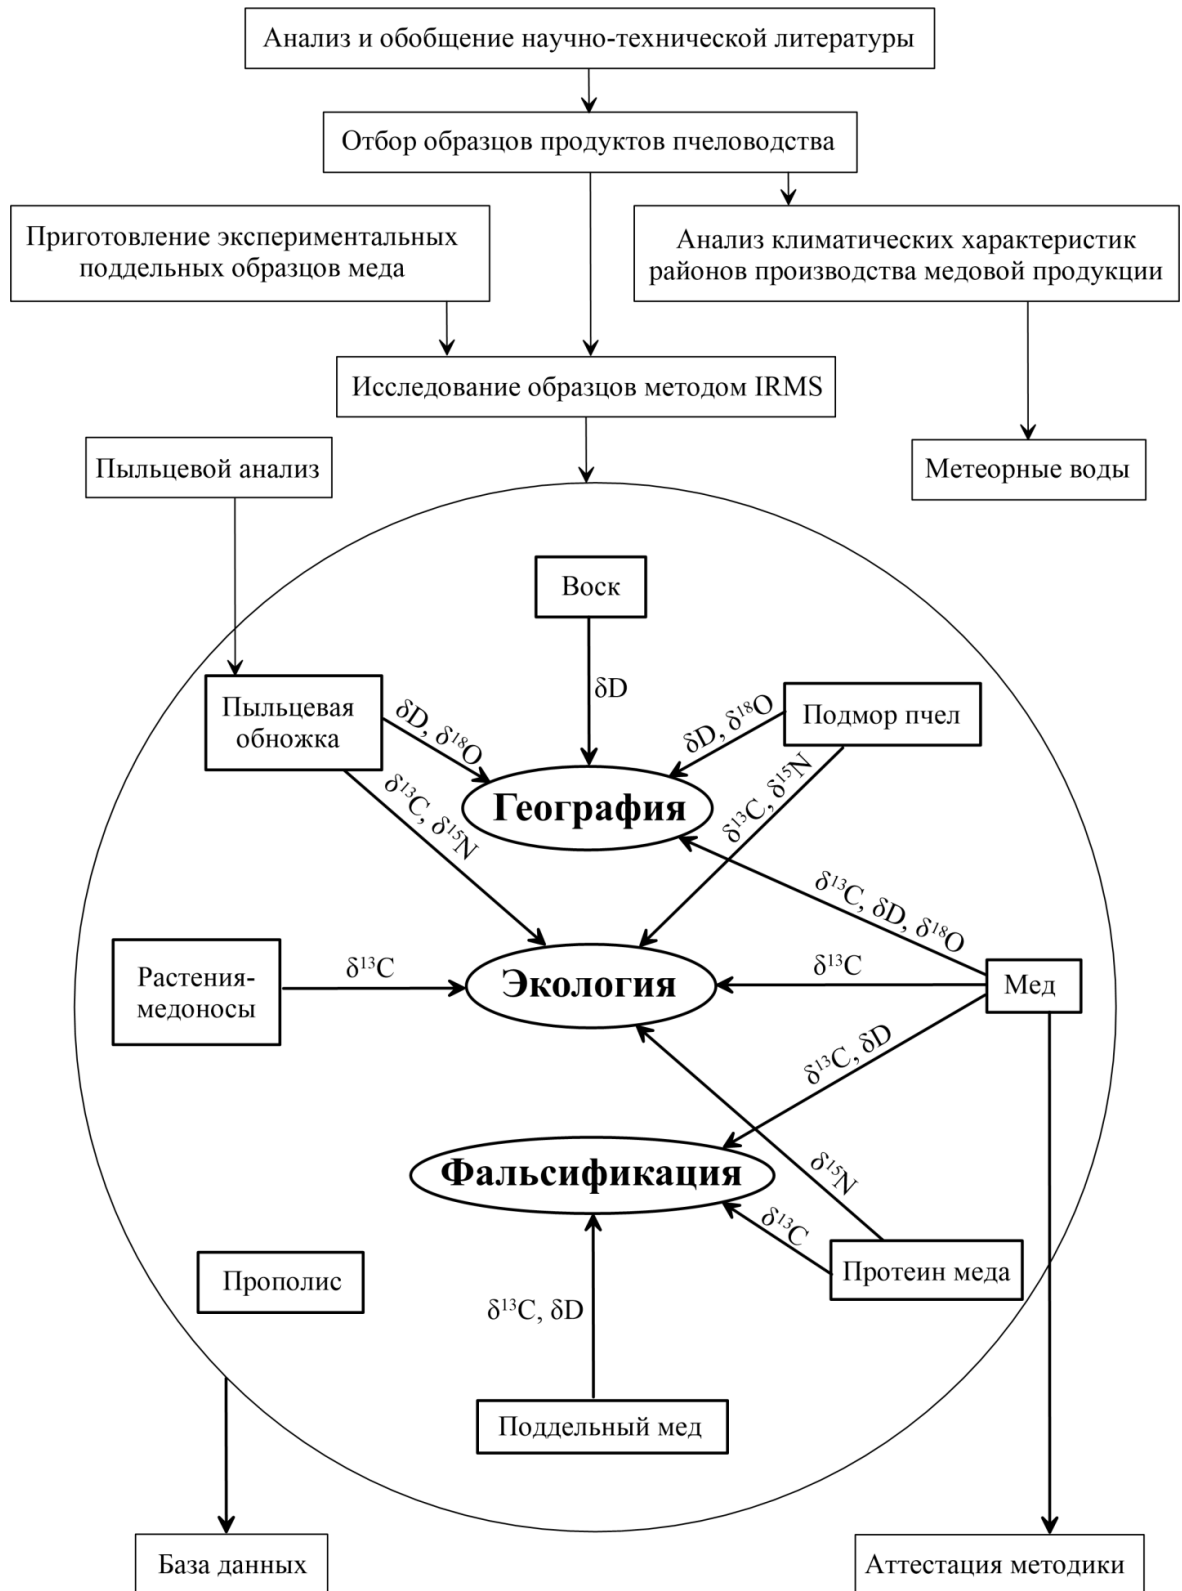 Анализ и обобщение научно-технической литературы
Отбор образцов продуктов пчеловодства
Приготовление экспериментальных
поддельных образцов меда
Анализ климатических характеристик
районов производства медовой продукции
Исследование образцов методом IRMS
Пыльцевой анализ
Метеорные воды
Воск
δD
Пыльцевая
обножка
δD, δ¹⁸O
δD, δ¹⁸O
Подмор пчел
География
δ¹³C, δ¹⁵N
δ¹³C, δ¹⁵N
δ¹³C, δD, δ¹⁸O
Растения-
медоносы
δ¹³C
Экология
δ¹³C
Мед
δ¹³C, δD
Фальсификация
δ¹⁵N
δ¹³C
Протеин меда
Прополис
δ¹³C, δD
Поддельный мед
База данных
Аттестация методики